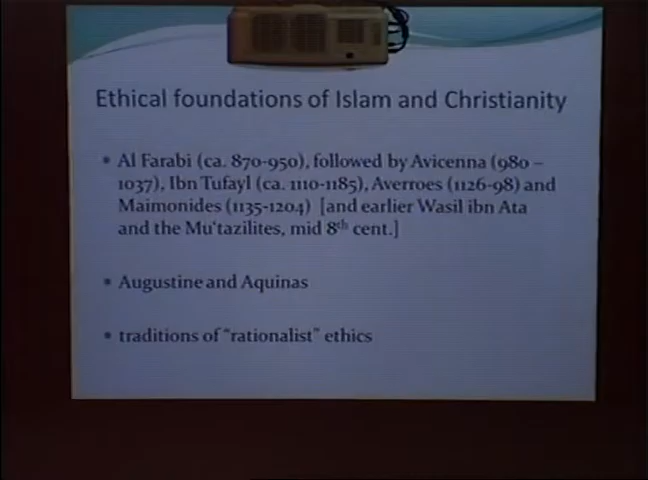 Ethical foundations of Islam and Christianity
• Al Farabi (ca. 870-950), followed by Avicenna (980 –
1037), Ibn Tufayl (ca. 1110-1185), Averroes (1126-98) and
Maimonides (1135-1204) [and earlier Wasil ibn Ata
and the Mu'tazilites, mid 8th cent.]
• Augustine and Aquinas
• traditions of "rationalist" ethics